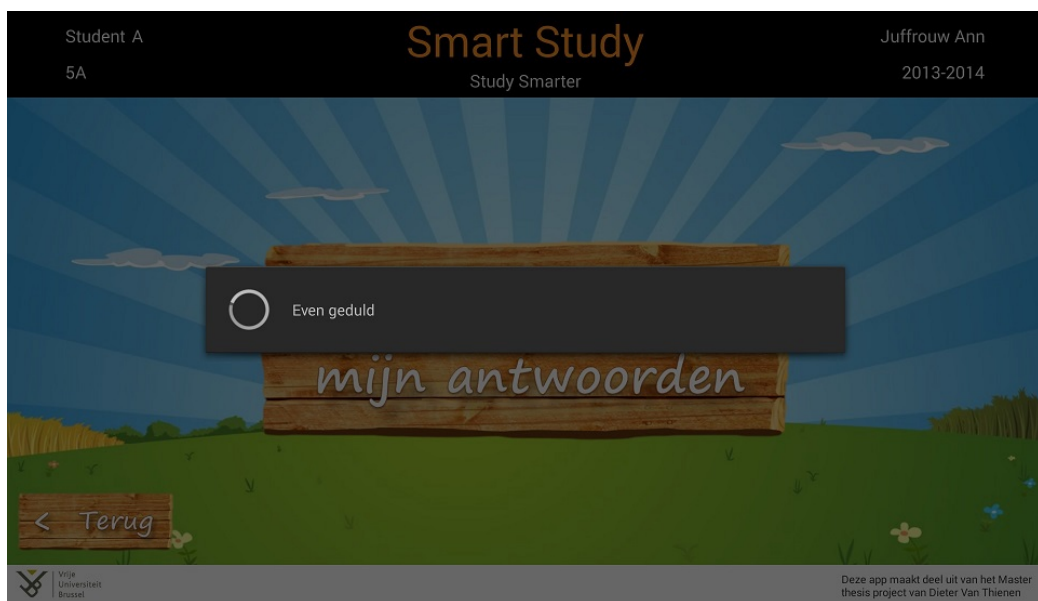 Student A
Smart Study
Juffrouw Ann
5A
Study Smarter
2013-2014
Even geduld
mijn antwoorden
< Terug
Vrije
Universiteit
Brussel
Deze app maakt deel uit van het Master
thesis project van Dieter Van Thienen